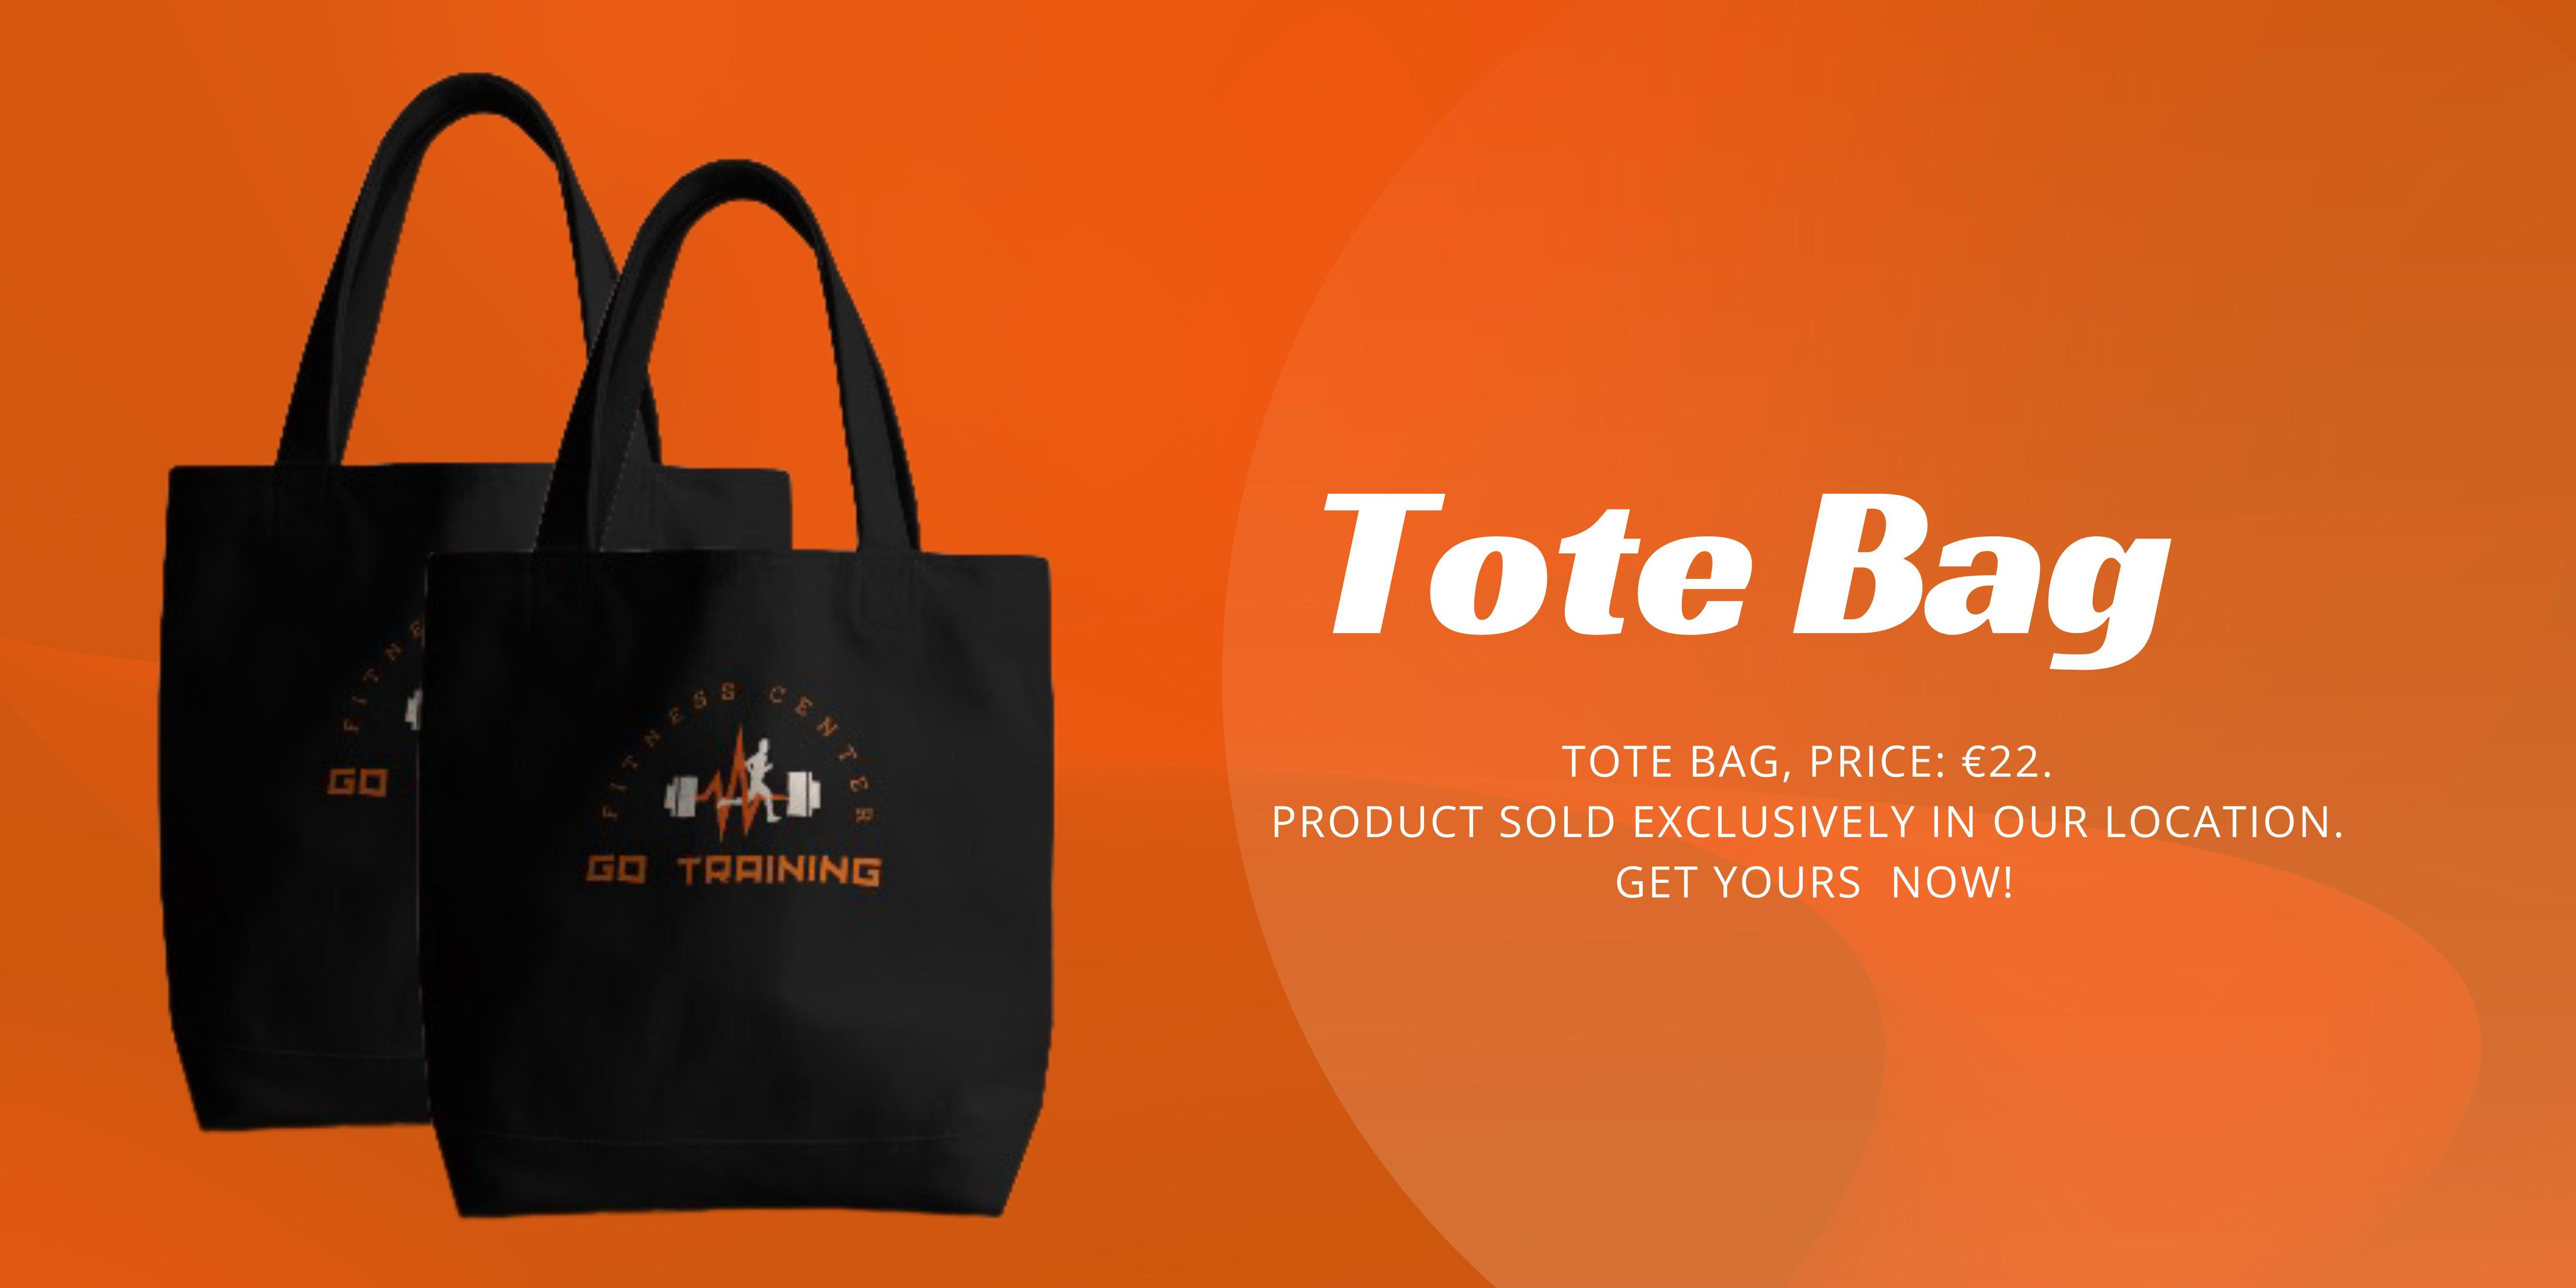 FITNE
GO
FITNESS CENTER
GO TRAINING
Tote Bag
TOTE BAG, PRICE: €22.
PRODUCT SOLD EXCLUSIVELY IN OUR LOCATION.
GET YOURS  NOW!